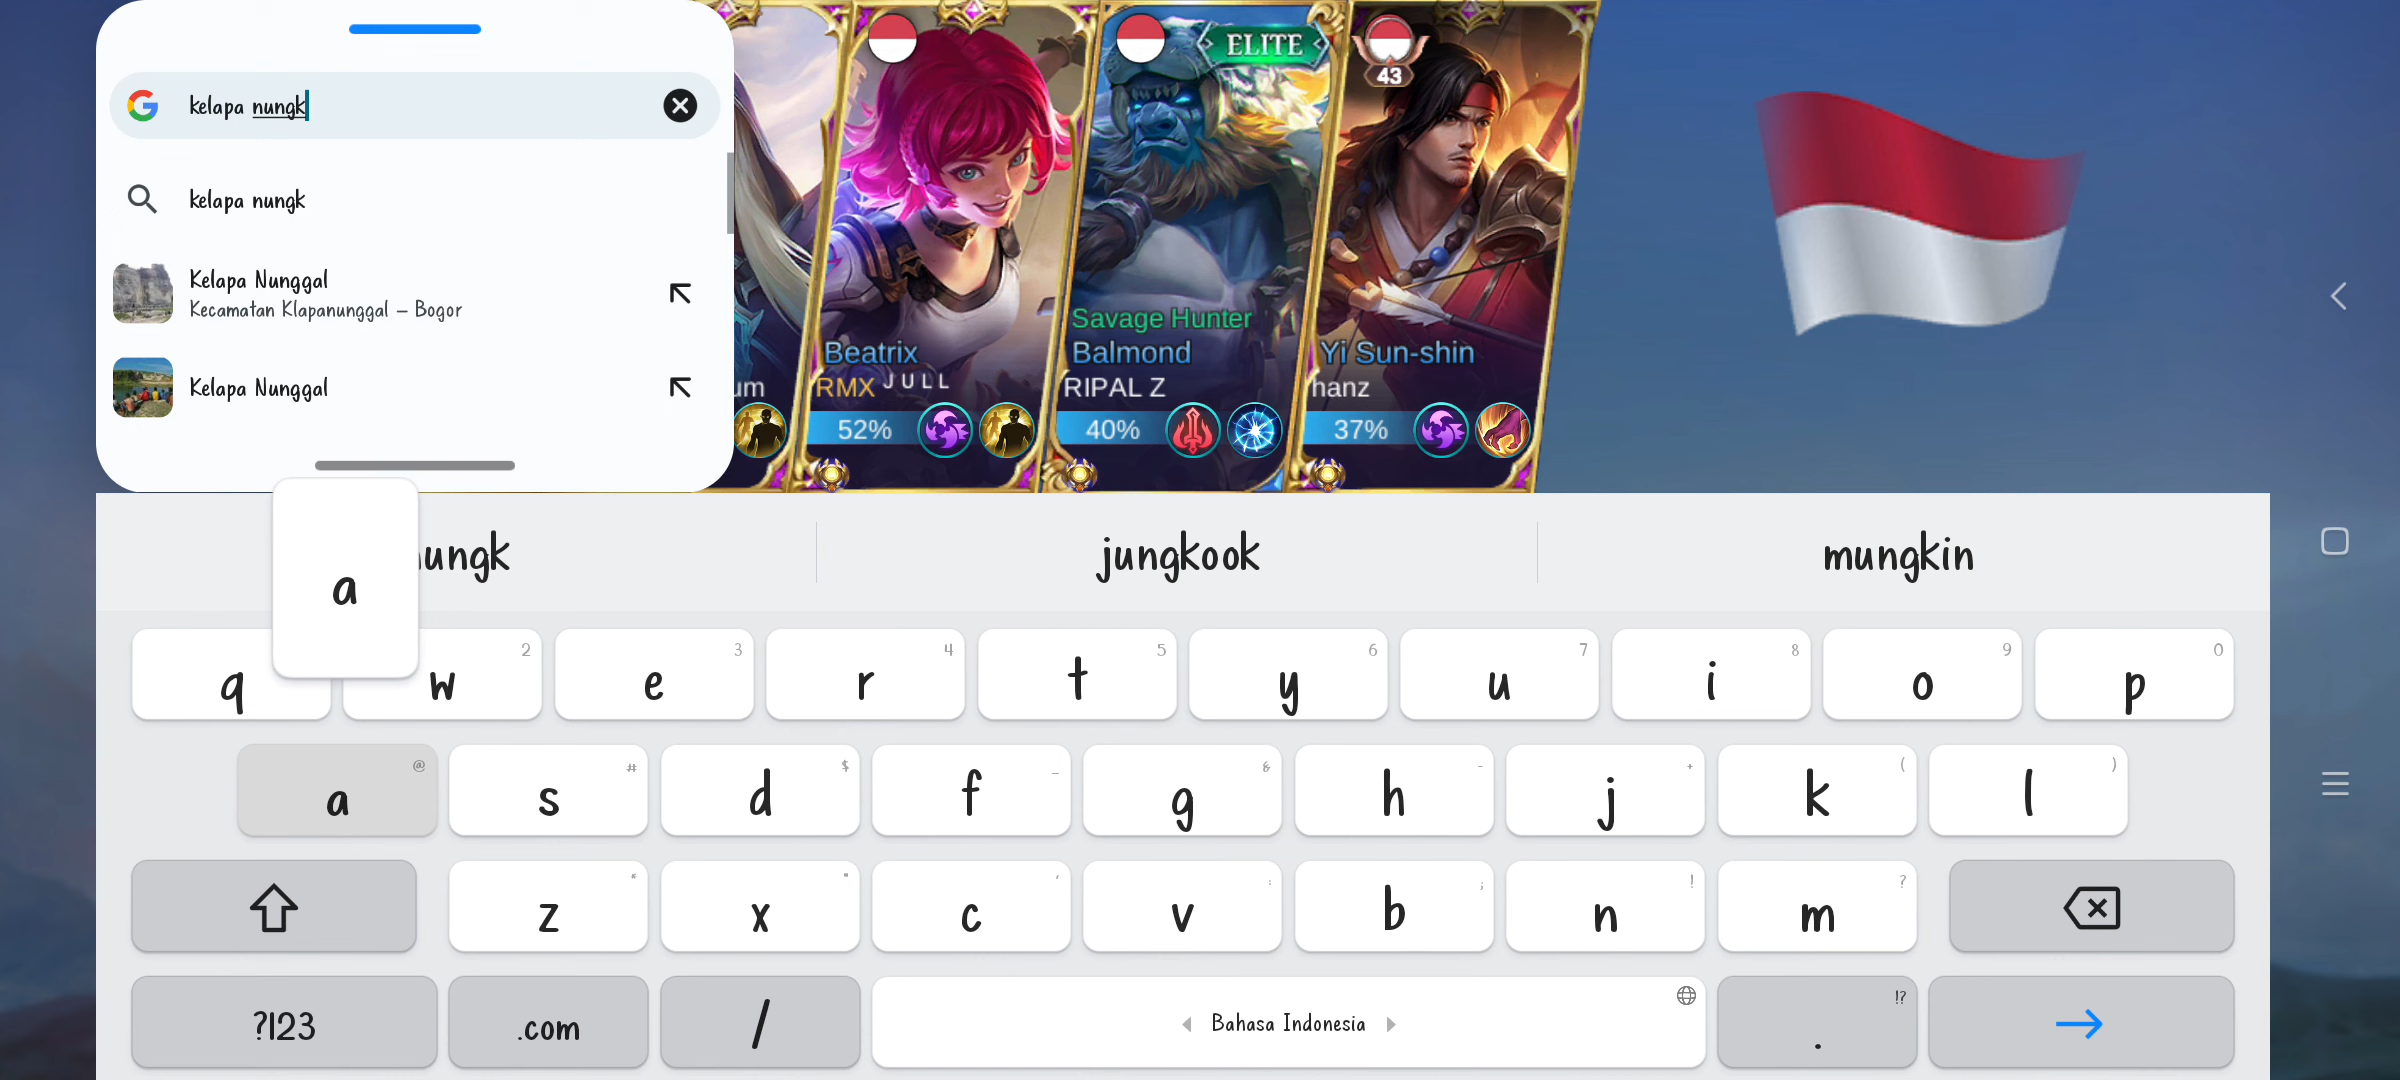 kelapa nungk
kelapa nungk
Kelapa Nunggal
Kecamatan Klapanunggal – Bogor
Kelapa Nunggal
ELITE
43
Beatrix
RMX JULL
52%
Savage Hunter
Balmond
RIPAL Z
40%
Yi Sun-shin
hanz
37%
um
a
jungkook
mungkin
q
w 2
e 3
r 4
t 5
y 6
u 7
i 8
o 9
p 0
a @
s #
d $
f _
g &
h -
j +
k (
l )
z
x "
c '
v :
b ;
n !
m ?
?123
.com
/
Bahasa Indonesia
. !?